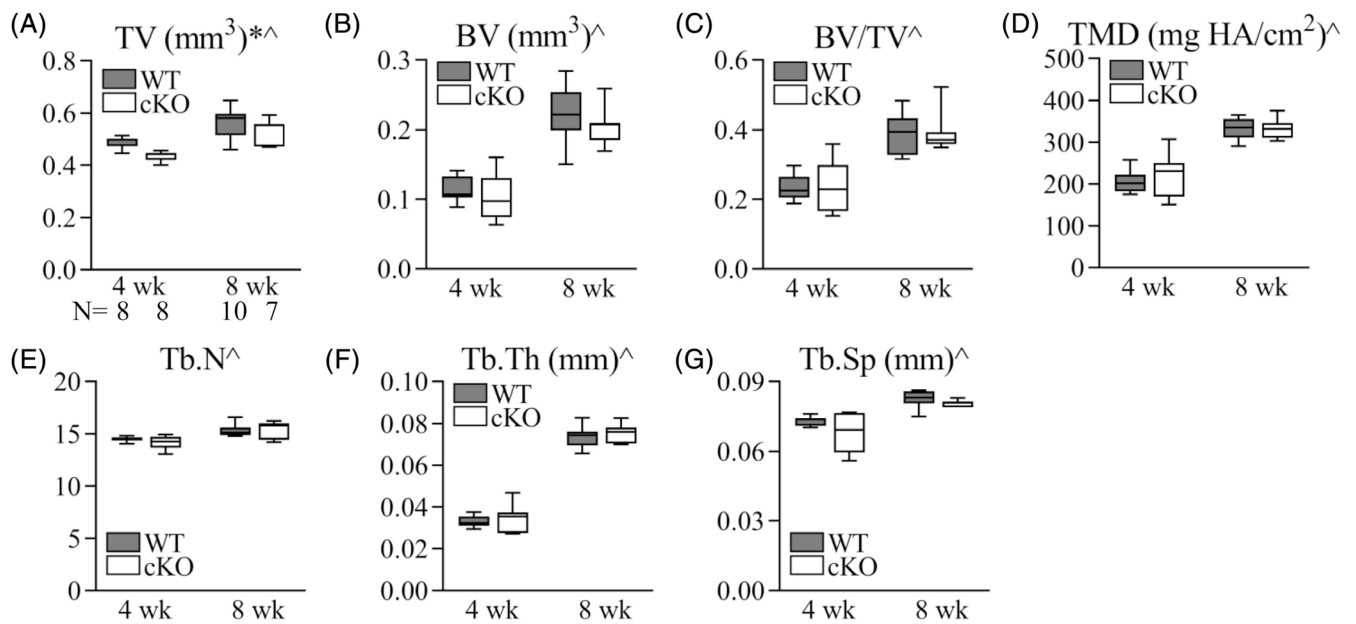 (A) TV (mm³)*^
0.8
0.6
0.4
0.2
0.0
WT
cKO
4 wk 8 wk
N= 8 8 10 7
(B) BV (mm³)^
0.3
0.2
0.1
0.0
WT
cKO
4 wk 8 wk
(C) BV/TV^
0.6
0.4
0.2
0.0
WT
cKO
4 wk 8 wk
(D) TMD (mg HA/cm²)^
500
400
300
200
100
0
WT
cKO
4 wk 8 wk
(E) Tb.N^
20
15
10
5
0
WT
cKO
4 wk 8 wk
(F) Tb.Th (mm)^
0.10
0.08
0.06
0.04
0.02
0.00
WT
cKO
4 wk 8 wk
(G) Tb.Sp (mm)^
0.09
0.06
0.03
0.00
WT
cKO
4 wk 8 wk